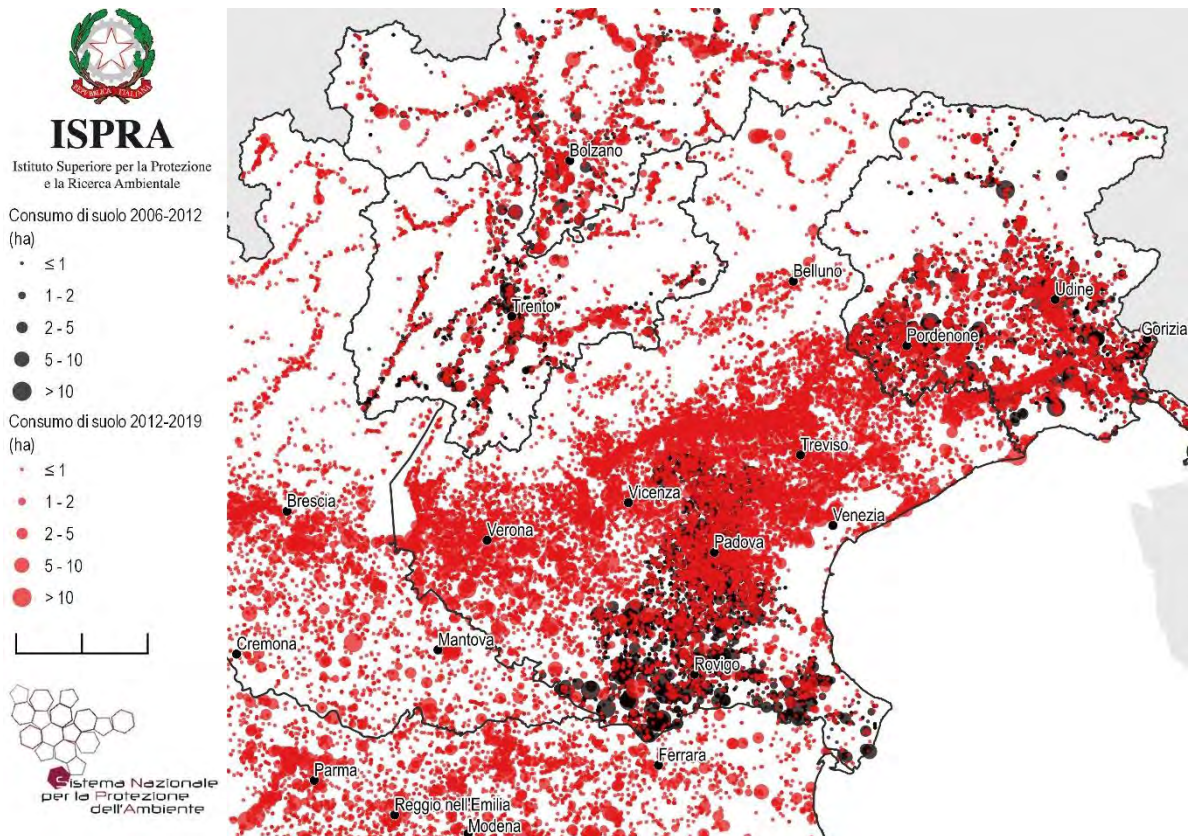 REPVBBLICA ITALIANA
ISPRA
Istituto Superiore per la Protezione
e la Ricerca Ambientale
Consumo di suolo 2006-2012
(ha)
≤ 1
1 - 2
2 - 5
5 - 10
> 10
Consumo di suolo 2012-2019
(ha)
≤ 1
1 - 2
2 - 5
5 - 10
> 10
Sistema Nazionale
per la Protezione
dell'Ambiente
Bolzano
Trento
Belluno
Udine
Gorizia
Pordenone
Treviso
Vicenza
Venezia
Brescia
Verona
Padova
Cremona
Mantova
Rovigo
Ferrara
Parma
Reggio nell'Emilia
Modena